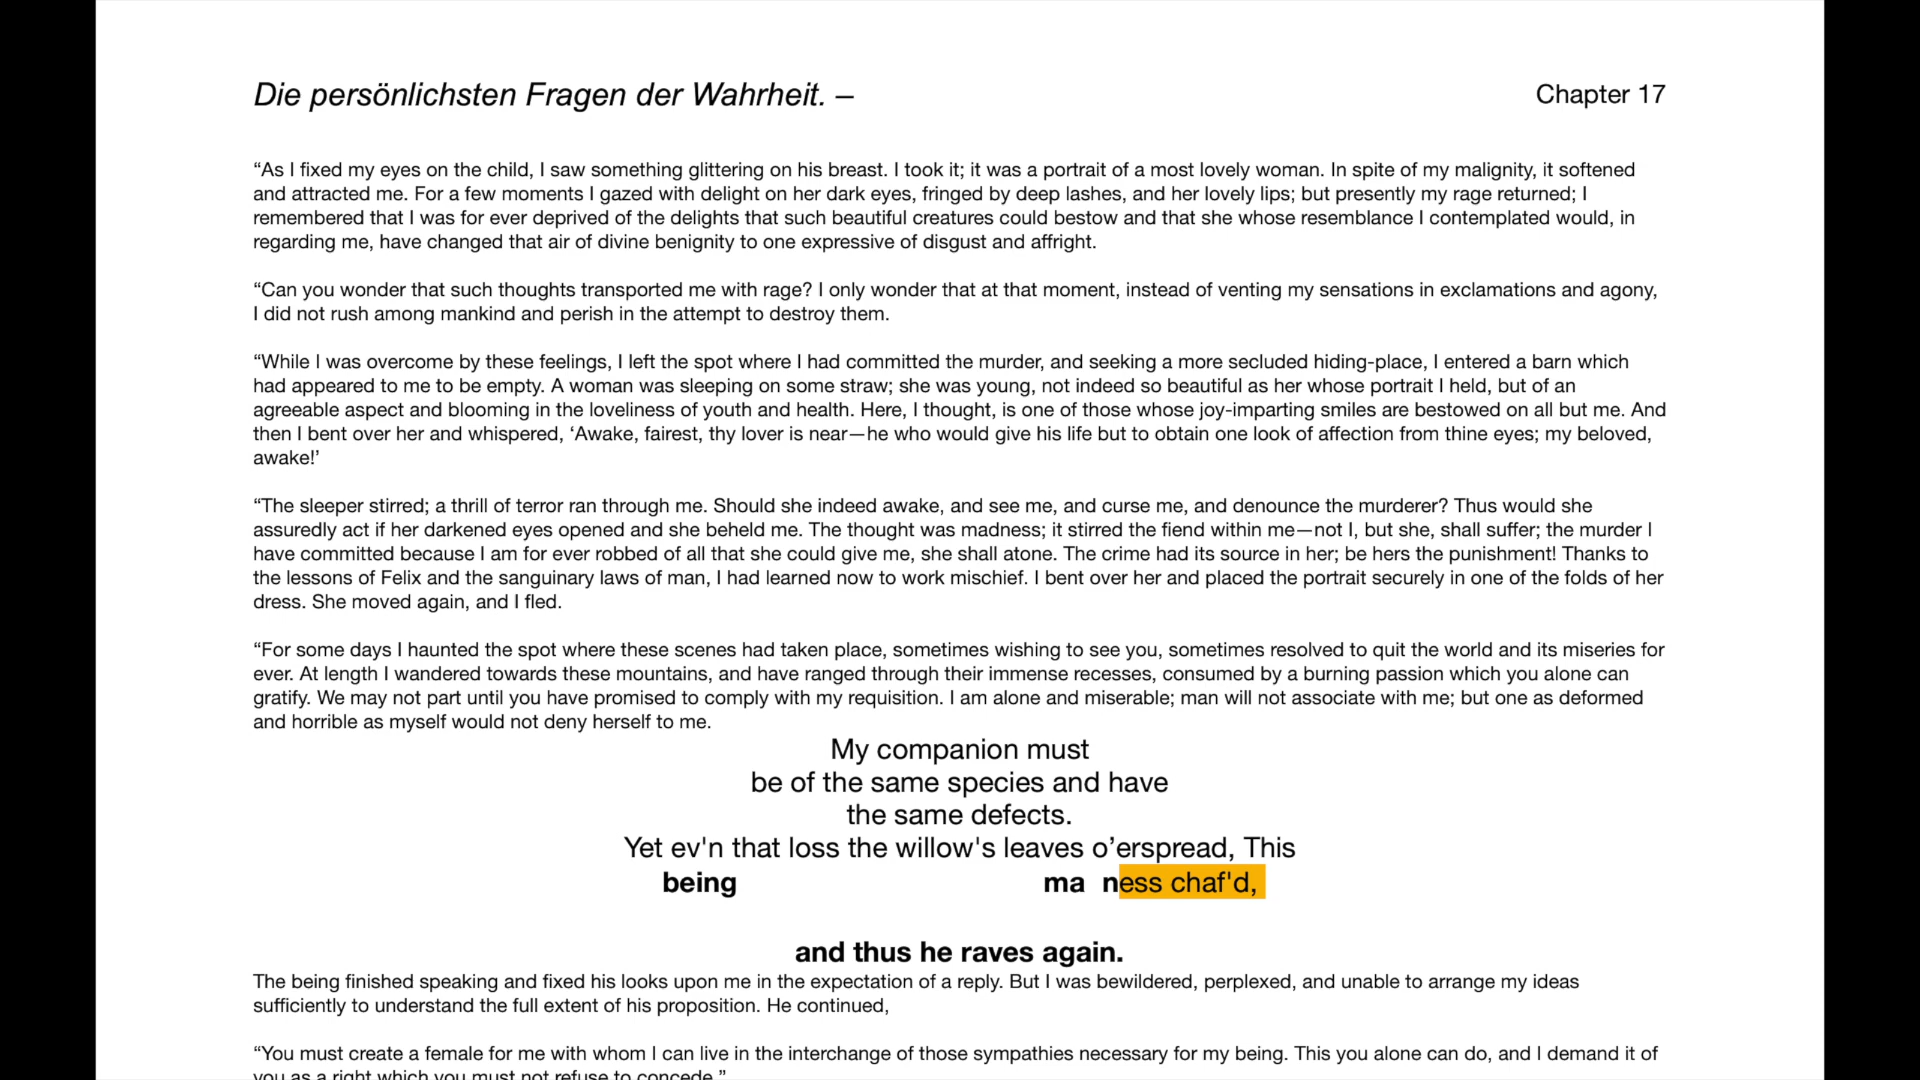 Die persönlichsten Fragen der Wahrheit. –
Chapter 17
“As I fixed my eyes on the child, I saw something glittering on his breast. I took it; it was a portrait of a most lovely woman. In spite of my malignity, it softened
and attracted me. For a few moments I gazed with delight on her dark eyes, fringed by deep lashes, and her lovely lips; but presently my rage returned; I
remembered that I was for ever deprived of the delights that such beautiful creatures could bestow and that she whose resemblance I contemplated would, in
regarding me, have changed that air of divine benignity to one expressive of disgust and affright.
“Can you wonder that such thoughts transported me with rage? I only wonder that at that moment, instead of venting my sensations in exclamations and agony,
I did not rush among mankind and perish in the attempt to destroy them.
“While I was overcome by these feelings, I left the spot where I had committed the murder, and seeking a more secluded hiding-place, I entered a barn which
had appeared to me to be empty. A woman was sleeping on some straw; she was young, not indeed so beautiful as her whose portrait I held, but of an
agreeable aspect and blooming in the loveliness of youth and health. Here, I thought, is one of those whose joy-imparting smiles are bestowed on all but me. And
then I bent over her and whispered, ‘Awake, fairest, thy lover is near—he who would give his life but to obtain one look of affection from thine eyes; my beloved,
awake!’
“The sleeper stirred; a thrill of terror ran through me. Should she indeed awake, and see me, and curse me, and denounce the murderer? Thus would she
assuredly act if her darkened eyes opened and she beheld me. The thought was madness; it stirred the fiend within me—not I, but she, shall suffer; the murder I
have committed because I am for ever robbed of all that she could give me, she shall atone. The crime had its source in her; be hers the punishment! Thanks to
the lessons of Felix and the sanguinary laws of man, I had learned now to work mischief. I bent over her and placed the portrait securely in one of the folds of her
dress. She moved again, and I fled.
“For some days I haunted the spot where these scenes had taken place, sometimes wishing to see you, sometimes resolved to quit the world and its miseries for
ever. At length I wandered towards these mountains, and have ranged through their immense recesses, consumed by a burning passion which you alone can
gratify. We may not part until you have promised to comply with my requisition. I am alone and miserable; man will not associate with me; but one as deformed
and horrible as myself would not deny herself to me.
My companion must
be of the same species and have
the same defects.
Yet ev'n that loss the willow's leaves o’erspread, This
being ma ness chaf'd,
and thus he raves again.
The being finished speaking and fixed his looks upon me in the expectation of a reply. But I was bewildered, perplexed, and unable to arrange my ideas
sufficiently to understand the full extent of his proposition. He continued,
“You must create a female for me with whom I can live in the interchange of those sympathies necessary for my being. This you alone can do, and I demand it of
you as a right which you must not refuse to concede.”